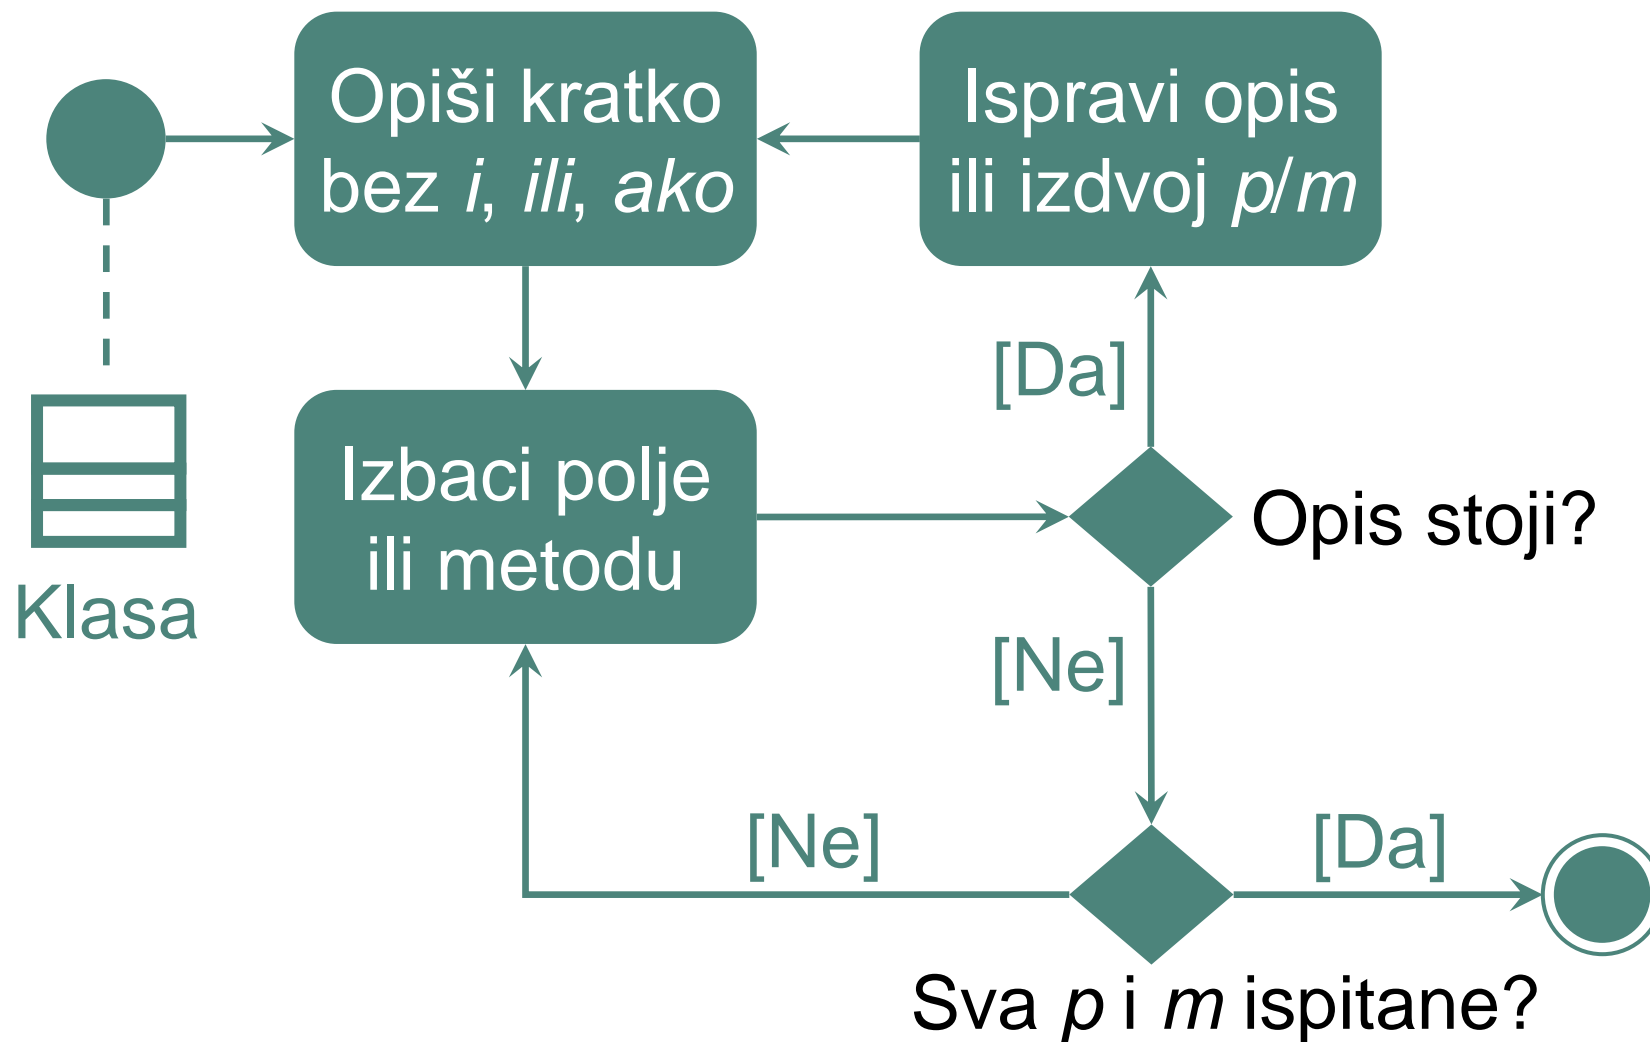 Opiši kratko
bez i, ili, ako
Ispravi opis
ili izdvoj p/m
[Da]
Izbaci polje
ili metodu
Opis stoji?
Klasa
[Ne]
[Ne]
[Da]
Sva p i m ispitane?